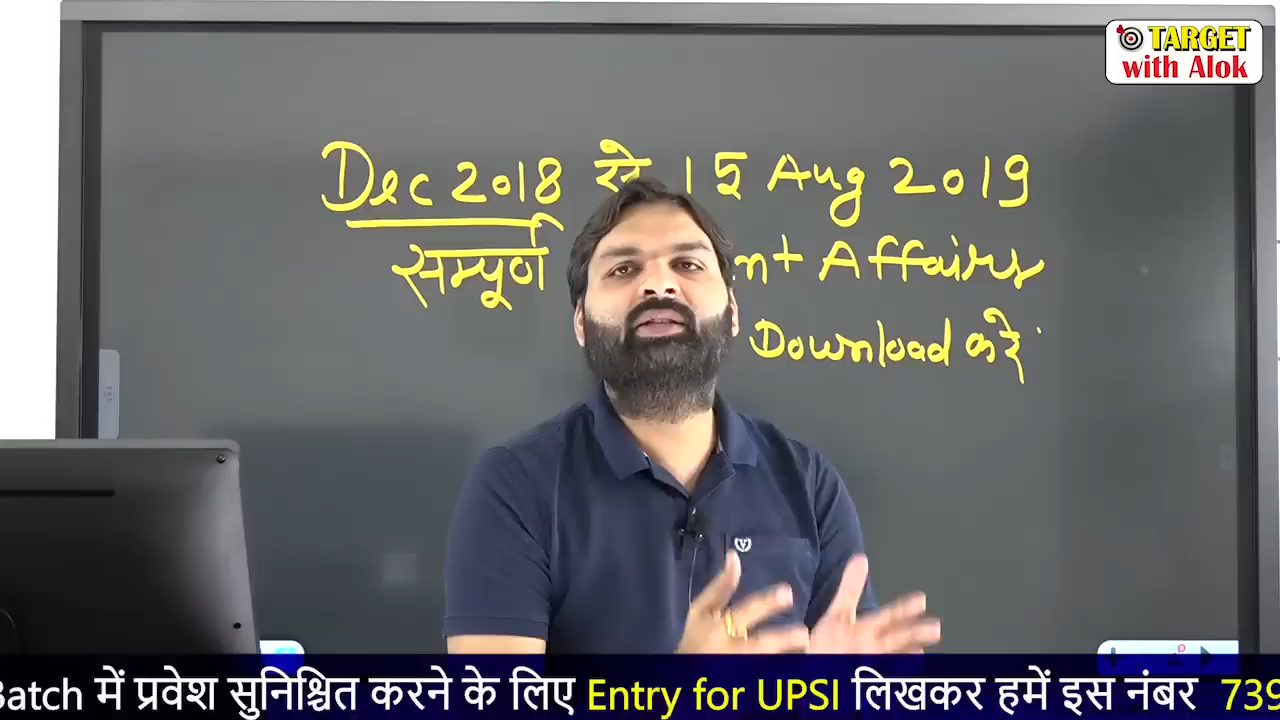 TARGET
with Alok
Dec 2018 से 15 Aug 2019
सम्पूर्ण Affairs
Download करें
Batch में प्रवेश सुनिश्चित करने के लिए Entry for UPSI लिखकर हमें इस नंबर 739